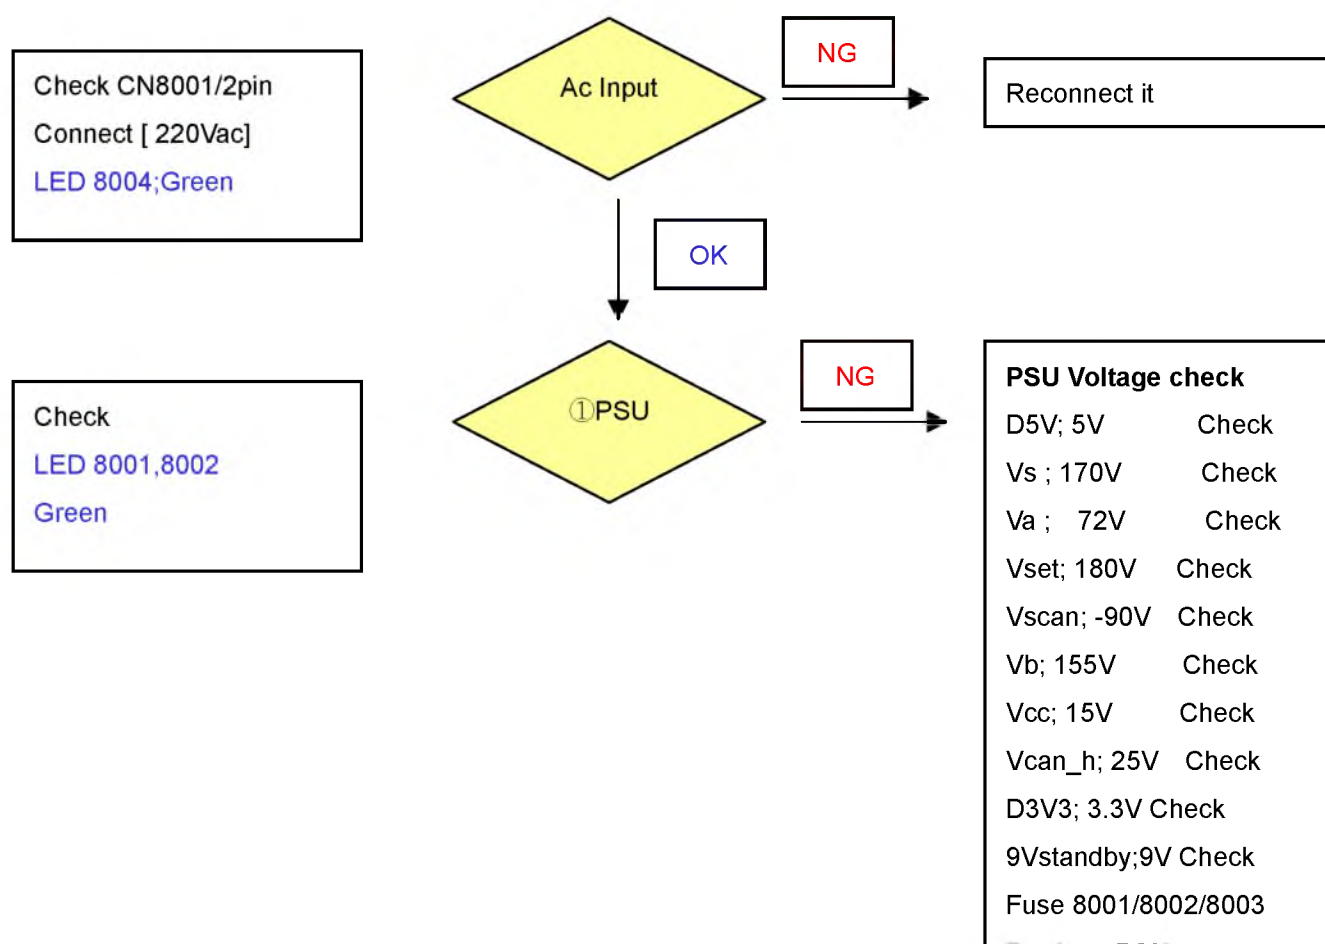 Check CN8001/2pin
Connect [ 220Vac]
LED 8004;Green
Ac Input
NG
Reconnect it
OK
Check
LED 8001,8002
Green
①PSU
NG
PSU Voltage check
D5V; 5V Check
Vs ; 170V Check
Va ; 72V Check
Vset; 180V Check
Vscan; -90V Check
Vb; 155V Check
Vcc; 15V Check
Vcan_h; 25V Check
D3V3; 3.3V Check
9Vstandby;9V Check
Fuse 8001/8002/8003